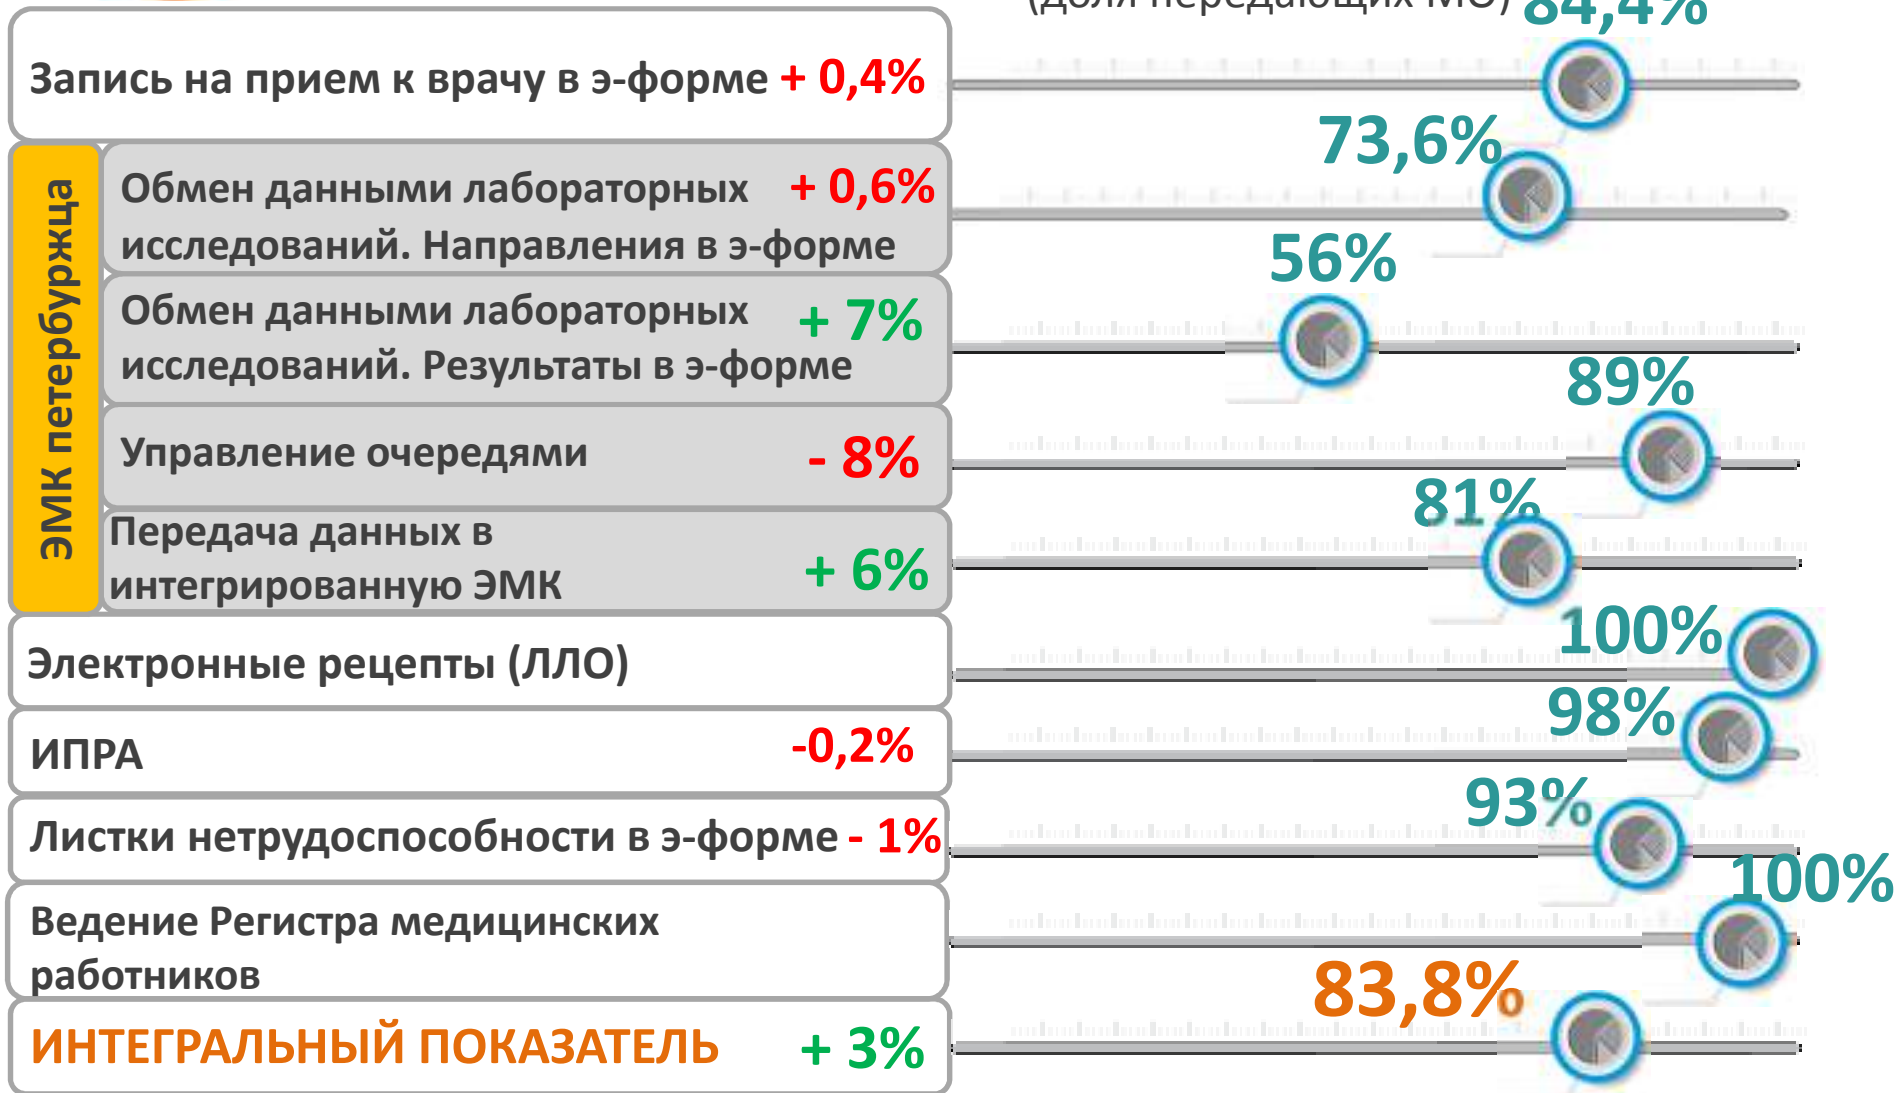 (доля передающих МО) 84,4%
Запись на прием к врачу в э-форме + 0,4%
73,6%
ЭМК петербуржца
Обмен данными лабораторных + 0,6%
исследований. Направления в э-форме
56%
Обмен данными лабораторных + 7%
исследований. Результаты в э-форме
89%
Управление очередями - 8%
81%
Передача данных в
интегрированную ЭМК + 6%
100%
Электронные рецепты (ЛЛО)
98%
ИПРА -0,2%
93%
Листки нетрудоспособности в э-форме - 1%
100%
Ведение Регистра медицинских
работников
83,8%
ИНТЕГРАЛЬНЫЙ ПОКАЗАТЕЛЬ + 3%